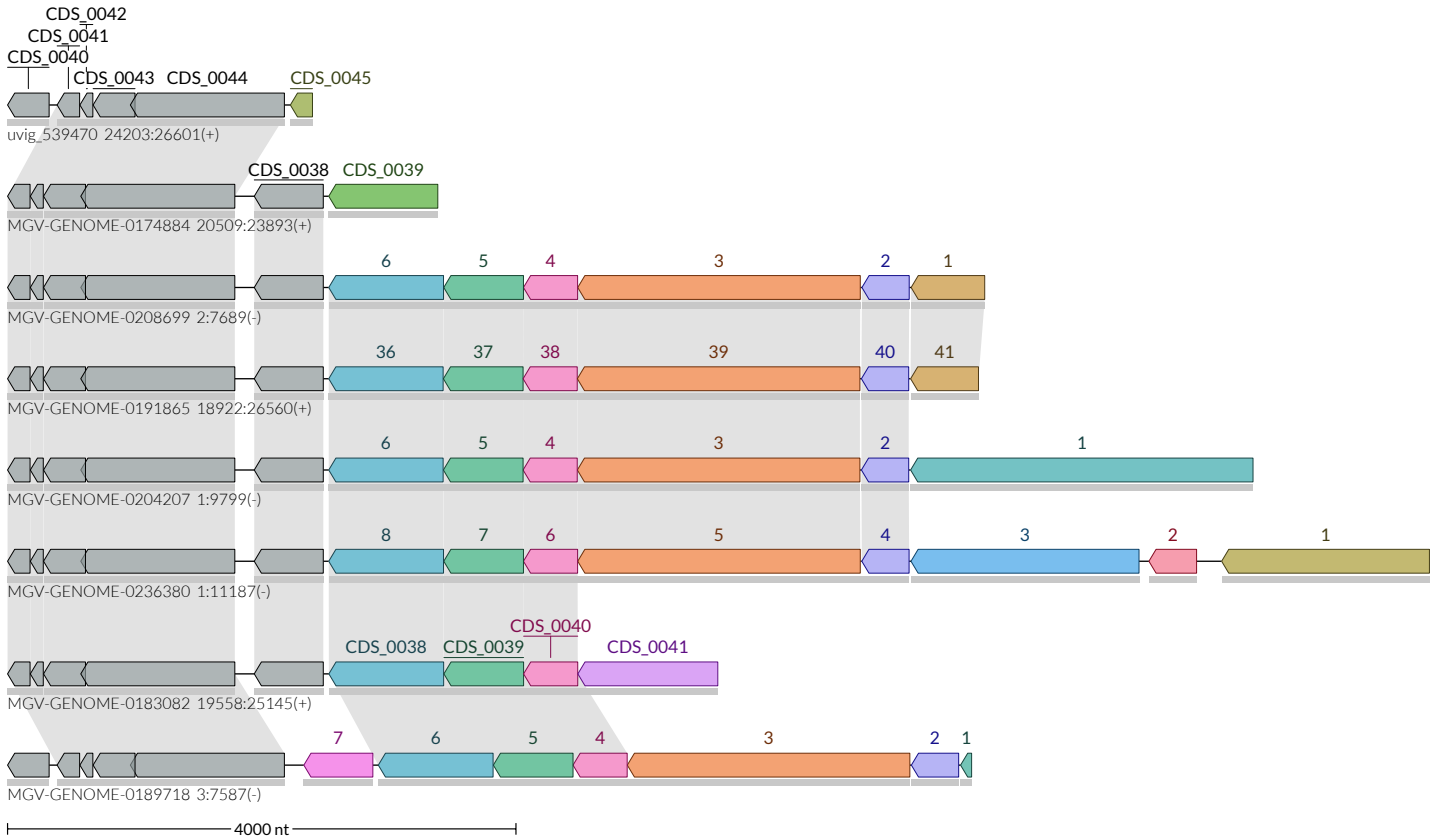 CDS_0042
CDS_0041
CDS_0040
CDS_0043 CDS_0044 CDS_0045
uvig_539470 24203:26601(+)
CDS_0038 CDS_0039
MGV-GENOME-0174884 20509:23893(+)
6 5 4 3 2 1
MGV-GENOME-0208699 2:7689(-)
36 37 38 39 40 41
MGV-GENOME-0191865 18922:26560(+)
6 5 4 3 2 1
MGV-GENOME-0204207 1:9799(-)
8 7 6 5 4 3 2 1
MGV-GENOME-0236380 1:11187(-)
CDS_0040
CDS_0038 CDS_0039 CDS_0041
MGV-GENOME-0183082 19558:25145(+)
7 6 5 4 3 2 1
MGV-GENOME-0189718 3:7587(-)
4000 nt